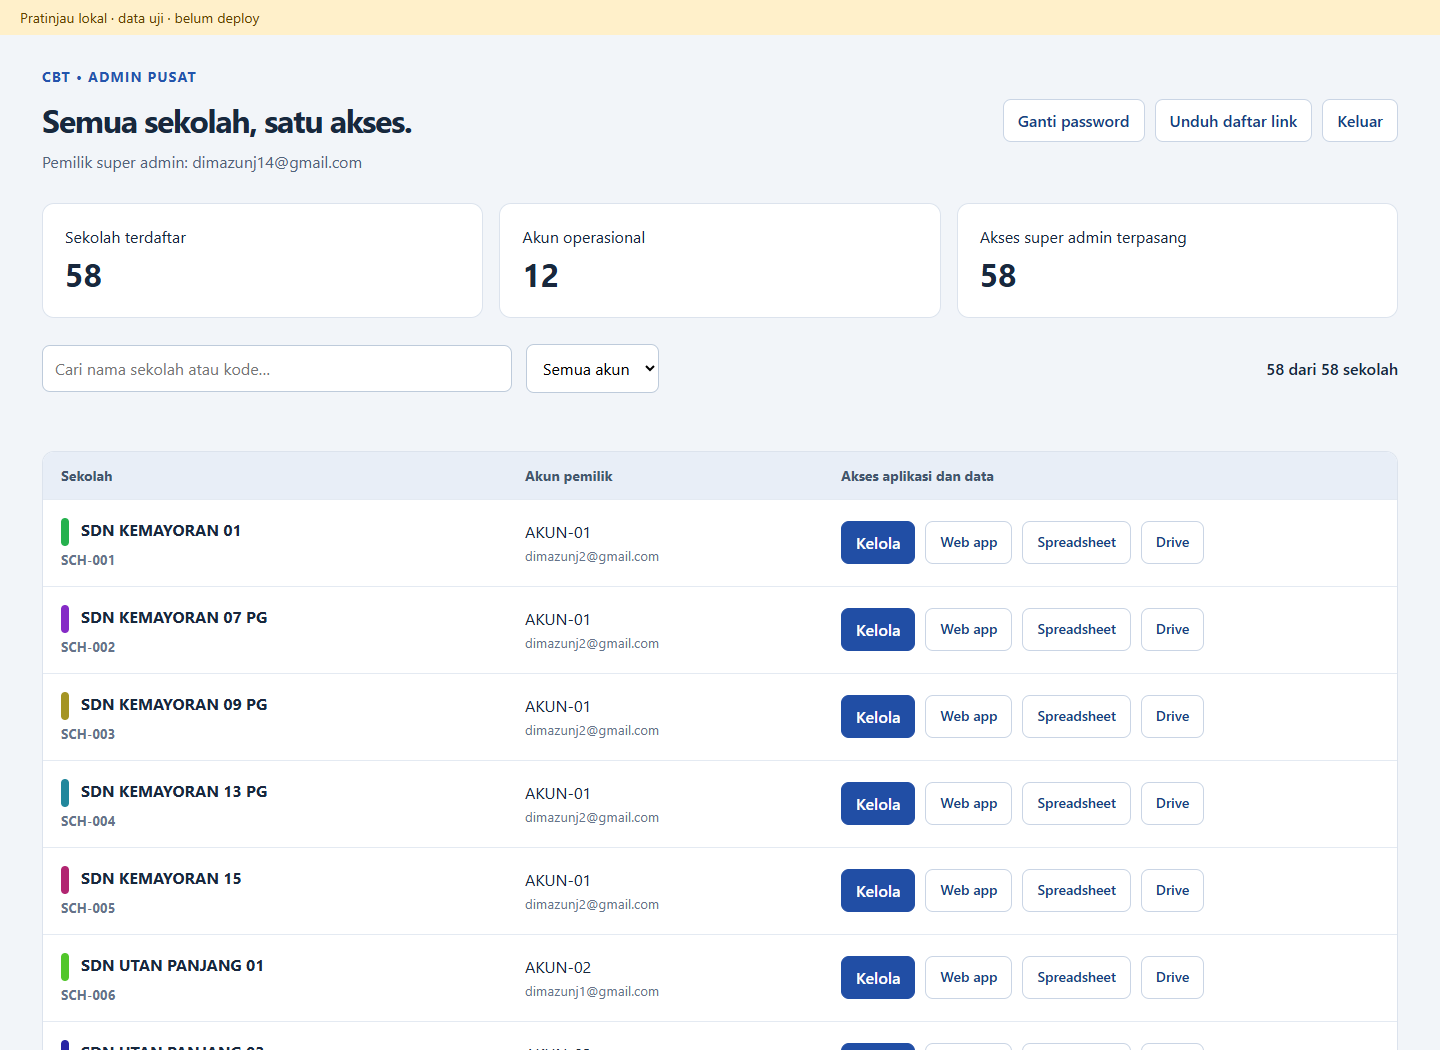 Pratinjau lokal · data uji · belum deploy
CBT • ADMIN PUSAT
Semua sekolah, satu akses.
Pemilik super admin: dimazunj14@gmail.com
Ganti password
Unduh daftar link
Keluar
Sekolah terdaftar
58
Akun operasional
12
Akses super admin terpasang
58
Cari nama sekolah atau kode...
Semua akun
58 dari 58 sekolah
Sekolah Akun pemilik Akses aplikasi dan data
SDN KEMAYORAN 01
SCH-001
AKUN-01
dimazunj2@gmail.com
Kelola Web app Spreadsheet Drive
SDN KEMAYORAN 07 PG
SCH-002
AKUN-01
dimazunj2@gmail.com
Kelola Web app Spreadsheet Drive
SDN KEMAYORAN 09 PG
SCH-003
AKUN-01
dimazunj2@gmail.com
Kelola Web app Spreadsheet Drive
SDN KEMAYORAN 13 PG
SCH-004
AKUN-01
dimazunj2@gmail.com
Kelola Web app Spreadsheet Drive
SDN KEMAYORAN 15
SCH-005
AKUN-01
dimazunj2@gmail.com
Kelola Web app Spreadsheet Drive
SDN UTAN PANJANG 01
SCH-006
AKUN-02
dimazunj1@gmail.com
Kelola Web app Spreadsheet Drive
SDN UTAN PANJANG